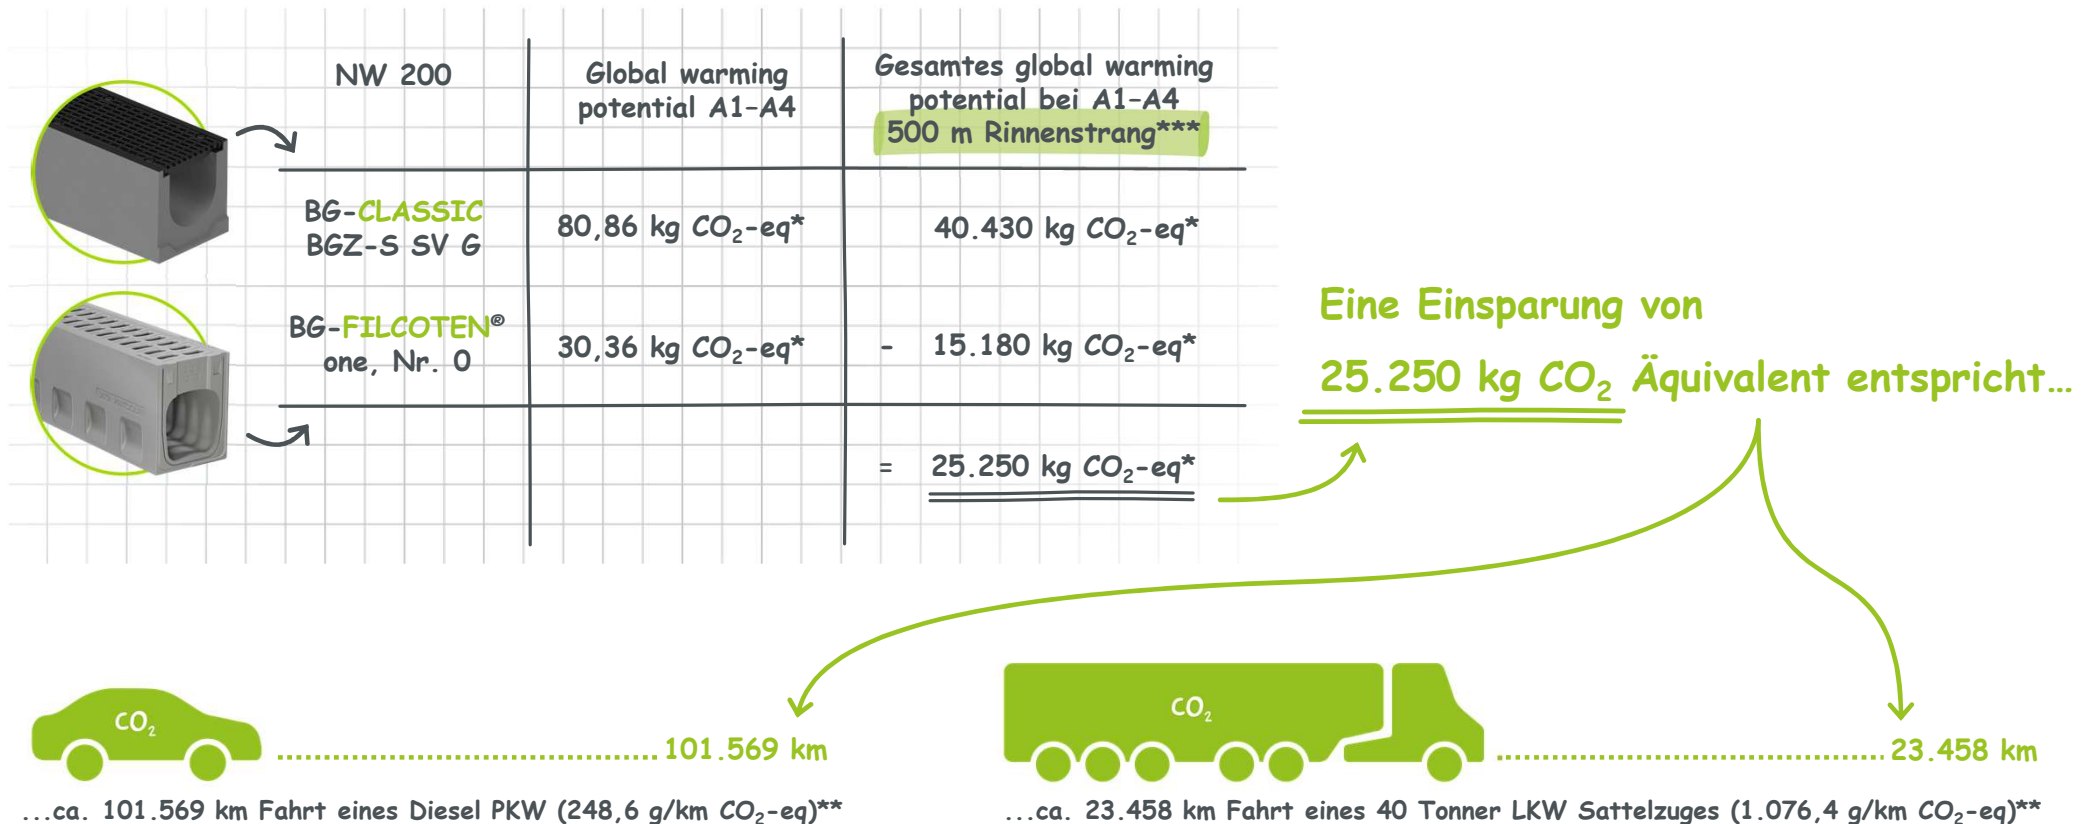 NW 200
Global warming
potential A1-A4
Gesamtes global warming
potential bei A1-A4
500 m Rinnenstrang***
BG-CLASSIC
BGZ-S SV G
80,86 kg CO₂-eq*
40.430 kg CO₂-eq*
BG-FILCOTEN®
one, Nr. 0
30,36 kg CO₂-eq*
- 15.180 kg CO₂-eq*
= 25.250 kg CO₂-eq*
Eine Einsparung von
25.250 kg CO₂ Äquivalent entspricht...
CO₂
101.569 km
...ca. 101.569 km Fahrt eines Diesel PKW (248,6 g/km CO₂-eq)**
CO₂
23.458 km
...ca. 23.458 km Fahrt eines 40 Tonner LKW Sattelzuges (1.076,4 g/km CO₂-eq)**